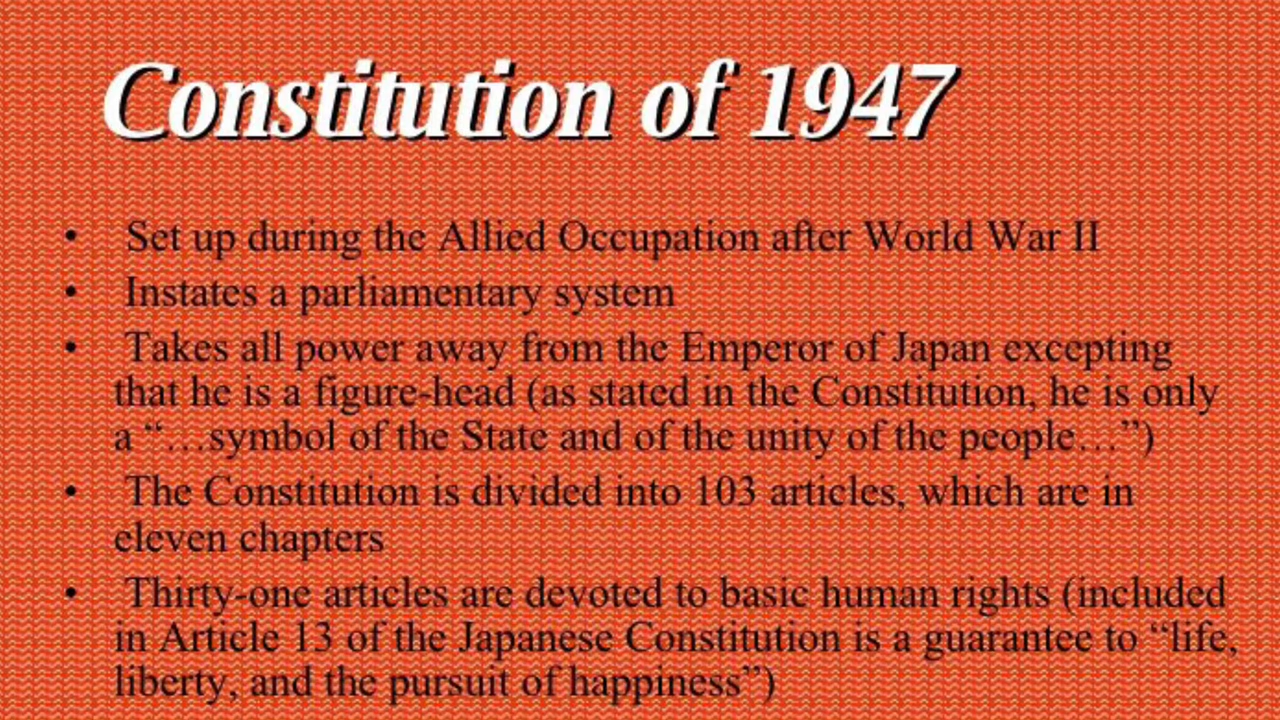 Constitution of 1947
• Set up during the Allied Occupation after World War II
• Instates a parliamentary system
• Takes all power away from the Emperor of Japan excepting
that he is a figure-head (as stated in the Constitution, he is only
a “…symbol of the State and of the unity of the people…”)
• The Constitution is divided into 103 articles, which are in
eleven chapters
• Thirty-one articles are devoted to basic human rights (included
in Article 13 of the Japanese Constitution is a guarantee to “life,
liberty, and the pursuit of happiness”)